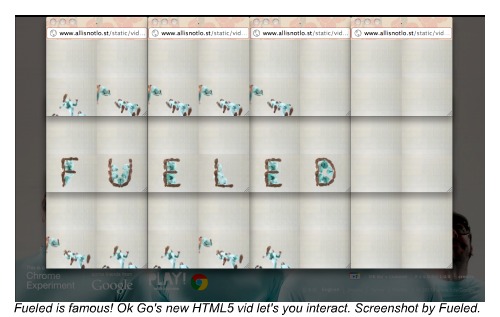 www.allisnotlo.st/static/vid... www.allisnotlo.st/static/vid... www.allisnotlo.st/static/vid... www.allisnotlo.st/static/vid...
FUELED
Chrome
Experiment
Google
PLAY!
Fueled is famous! Ok Go's new HTML5 vid let's you interact. Screenshot by Fueled.